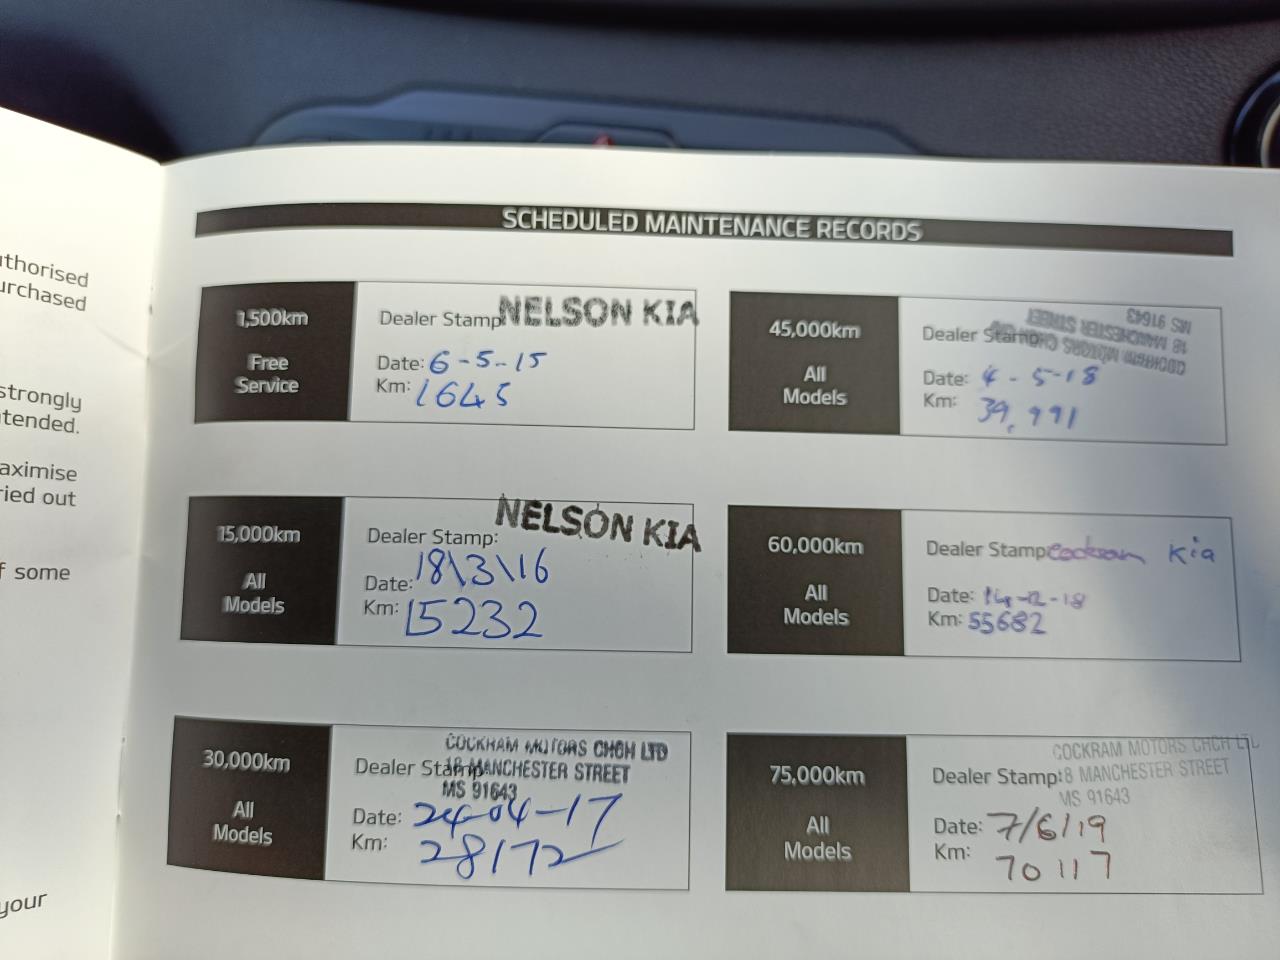 uthorised
urchased
strongly
tended.
aximise
ried out
f some
your
SCHEDULED MAINTENANCE RECORDS
1,500km
Free
Service
Dealer Stamp
NELSON KIA
Date: 6-5-15
Km: 1645
15,000km
All
Models
Dealer Stamp:
NELSON KIA
Date: 18\3\16
Km: 15232
30,000km
All
Models
COCKRAM MOTORS CHCH LTD
Dealer Stamp
18 MANCHESTER STREET
MS 91643
Date: 24-04-17
Km: 28172
45,000km
All
Models
Dealer Stamp
COCKRAM MOTORS CHCH LTD
18 MANCHESTER STREET
MS 91643
Date: 4-5-18
Km: 39,991
60,000km
All
Models
Dealer Stamp Cockram Kia
Date: 14-12-18
Km: 55682
75,000km
All
Models
COCKRAM MOTORS CHCH LTD
Dealer Stamp: 18 MANCHESTER STREET
MS 91643
Date: 7/6/19
Km: 70117